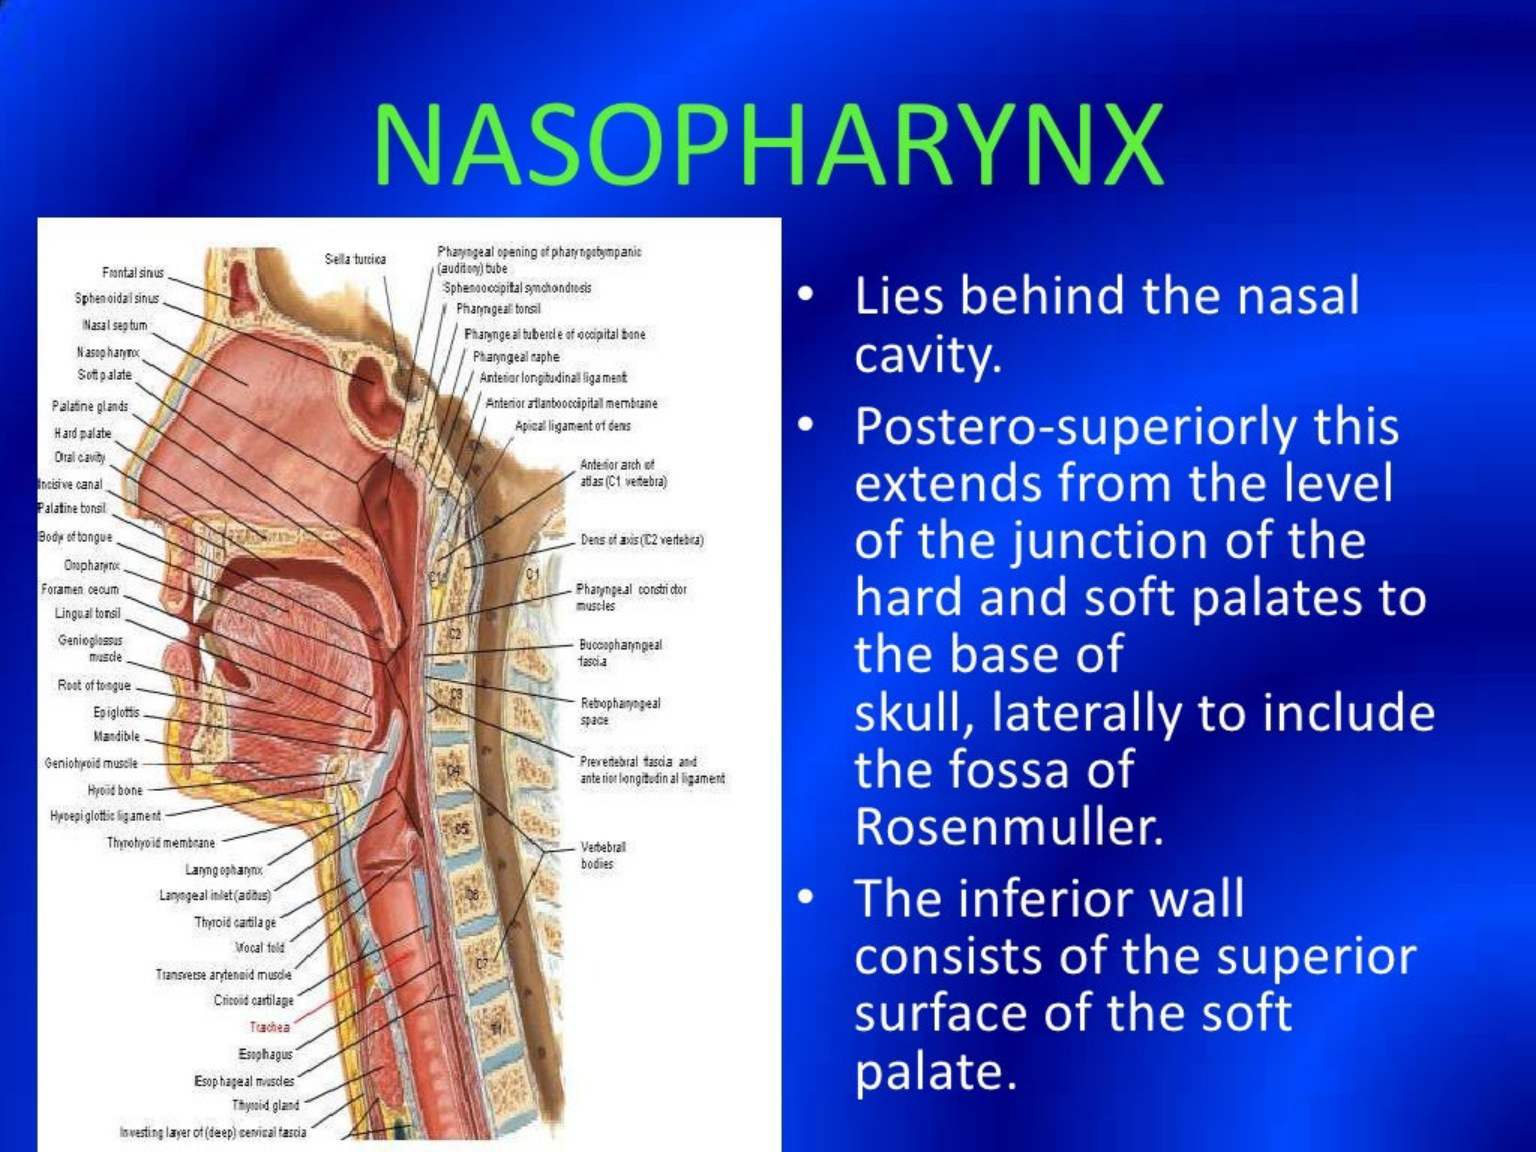 NASOPHARYNX
Frontal sinus
Sphenoidal sinus
Nasal septum
Nasopharynx
Soft palate
Palatine glands
Hard palate
Oral cavity
Incisive canal
Palatine tonsil
Body of tongue
Oropharynx
Foramen cecum
Lingual tonsil
Genioglossus
muscle
Root of tongue
Epiglottis
Mandible
Geniohyoid muscle
Hyoid bone
Hyoepiglottic ligament
Thyrohyoid membrane
Laryngopharynx
Laryngeal inlet (aditus)
Thyroid cartilage
Vocal fold
Transverse arytenoid muscle
Cricoid cartilage
Trachea
Esophagus
Esophageal muscles
Thyroid gland
Investing layer of (deep) cervical fascia
Sella turcica
Pharyngeal opening of pharyngotympanic
(auditory) tube
Sphenooccipital synchondrosis
Pharyngeal tonsil
Pharyngeal tubercle of occipital bone
Pharyngeal raphe
Anterior longitudinal ligament
Anterior atlantooccipital membrane
Apical ligament of dens
Anterior arch of
atlas (C1 vertebra)
Dens of axis (C2 vertebra)
Pharyngeal constrictor
muscles
Buccopharyngeal
fascia
Retropharyngeal
space
Prevertebral fascia and
anterior longitudinal ligament
Vertebral
bodies
C1
C1
C2
C3
C4
C5
C6
C7
T1
• Lies behind the nasal
cavity.
• Postero-superiorly this
extends from the level
of the junction of the
hard and soft palates to
the base of
skull, laterally to include
the fossa of
Rosenmuller.
• The inferior wall
consists of the superior
surface of the soft
palate.